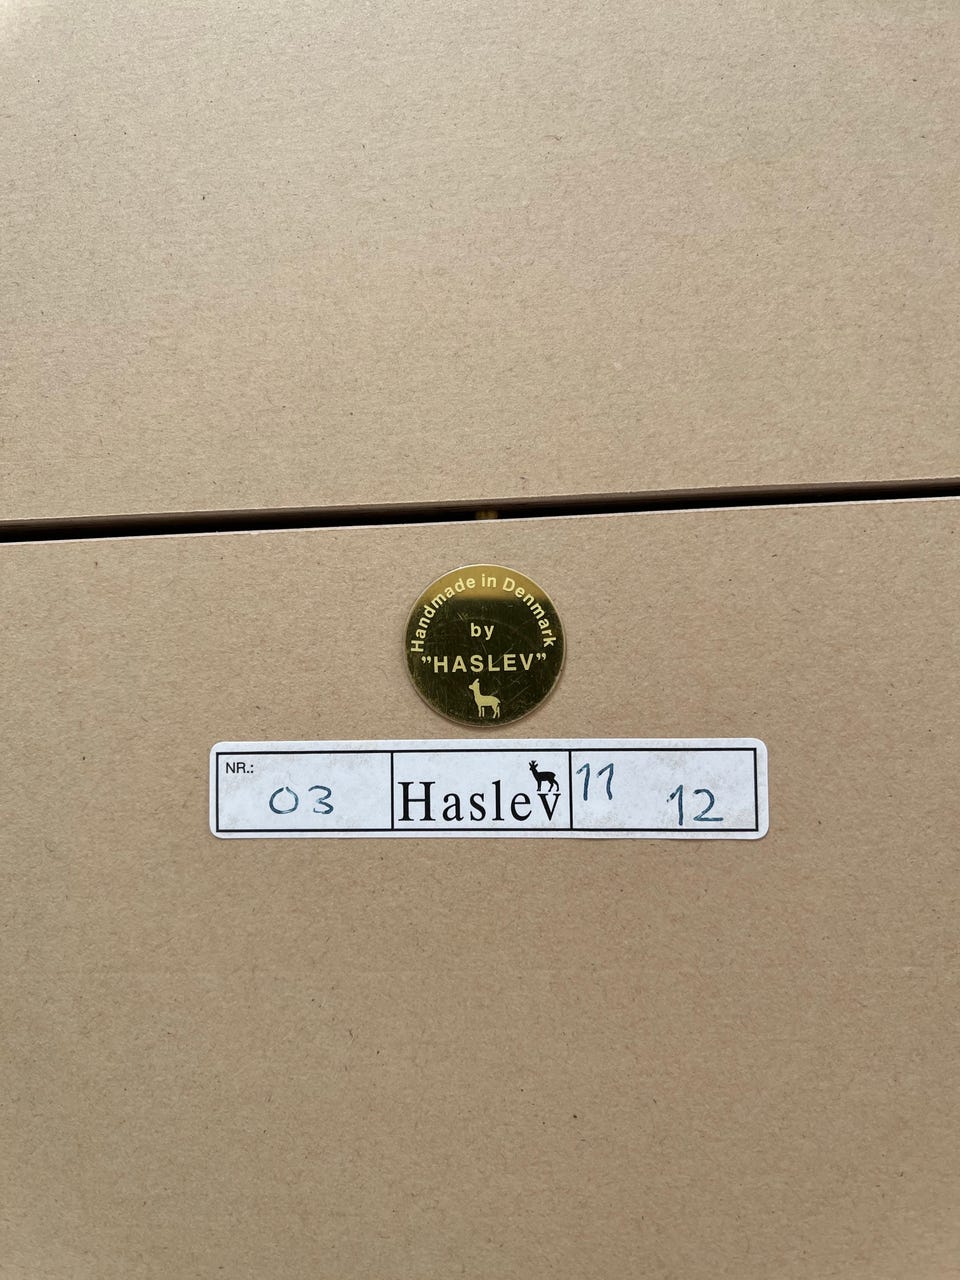 Handmade in Denmark
by
”HASLEV”
NR.:
03
Haslev
11
12